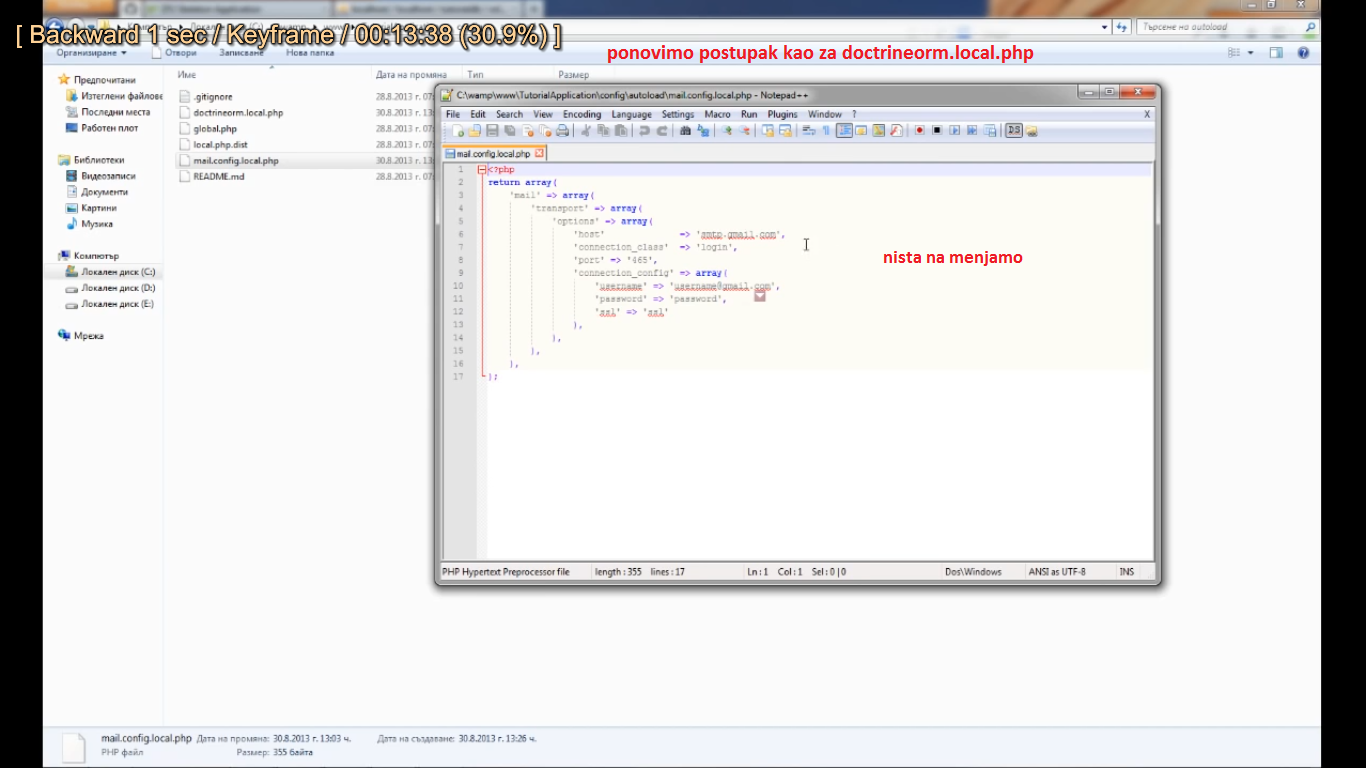 [ Backward 1 sec / Keyframe / 00:13:38 (30.9%) ]
Търсене на autoload
ponovimo postupak kao za doctrineorm.local.php
Организиране Отвори Записване Нова папка
Име Дата на промяна Тип Размер
Предпочитани
Изтеглени файлове
Последни места
Работен плот
Библиотеки
Видеозаписи
Документи
Картини
Музика
Компютър
Локален диск (C:)
Локален диск (D:)
Локален диск (E:)
Мрежа
.gitignore 28.8.2013 г.
doctrineorm.local.php 30.8.2013 г.
global.php 28.8.2013 г.
local.php.dist 28.8.2013 г.
mail.config.local.php 30.8.2013 г.
README.md 28.8.2013 г.
C:\wamp\www\TutorialApplication\config\autoload\mail.config.local.php - Notepad++
File Edit Search View Encoding Language Settings Macro Run Plugins Window ? X
mail.config.local.php
1 <?php
2 return array(
3 'mail' => array(
4 'transport' => array(
5 'options' => array(
6 'host' => 'smtp.gmail.com',
7 'connection_class' => 'login',
8 'port' => '465',
9 'connection_config' => array(
10 'username' => 'username@gmail.com',
11 'password' => 'password',
12 'ssl' => 'ssl'
13 ),
14 ),
15 ),
16 ),
17 );
nista na menjamo
PHP Hypertext Preprocessor file length : 355 lines : 17 Ln : 1 Col : 1 Sel : 0 | 0 Dos\Windows ANSI as UTF-8 INS
mail.config.local.php Дата на промяна: 30.8.2013 г. 13:03 ч. Дата на създаване: 30.8.2013 г. 13:26 ч.
PHP файл Размер: 355 байта